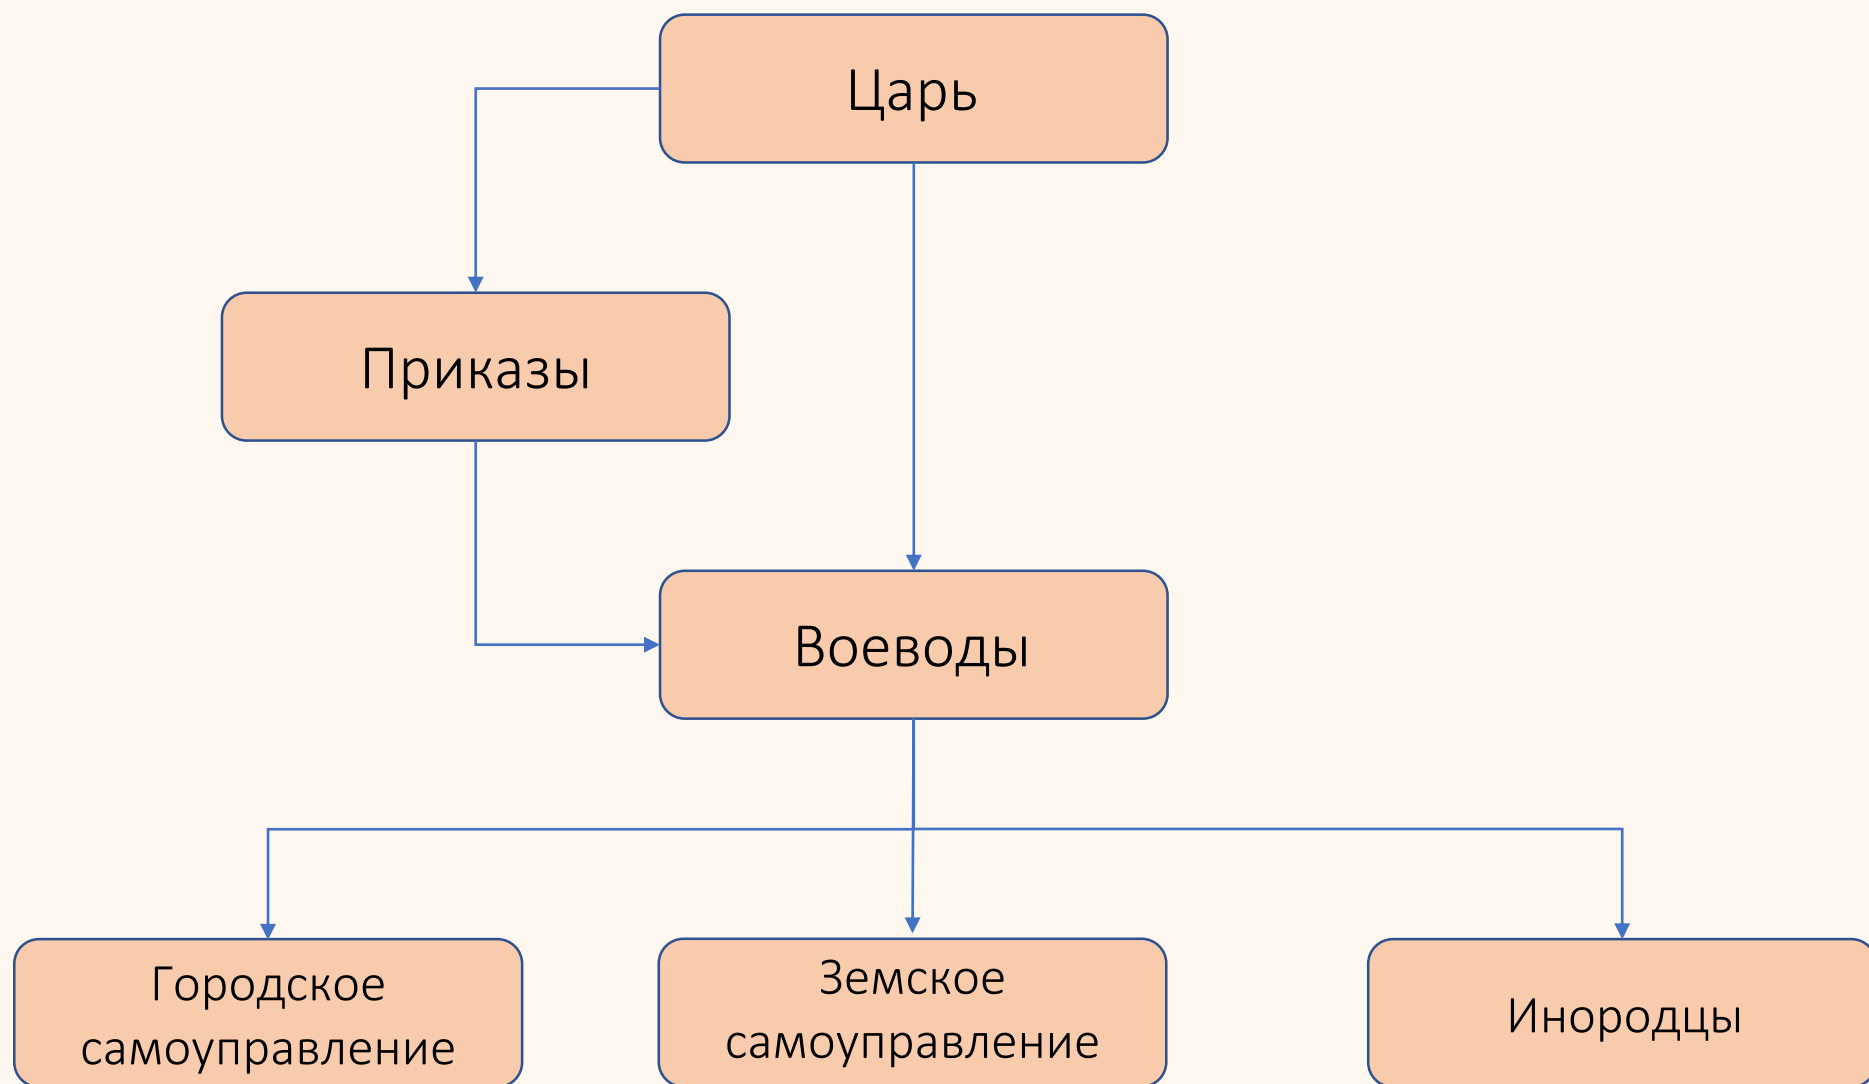 Царь
Приказы
Воеводы
Городское
самоуправление
Земское
самоуправление
Инородцы